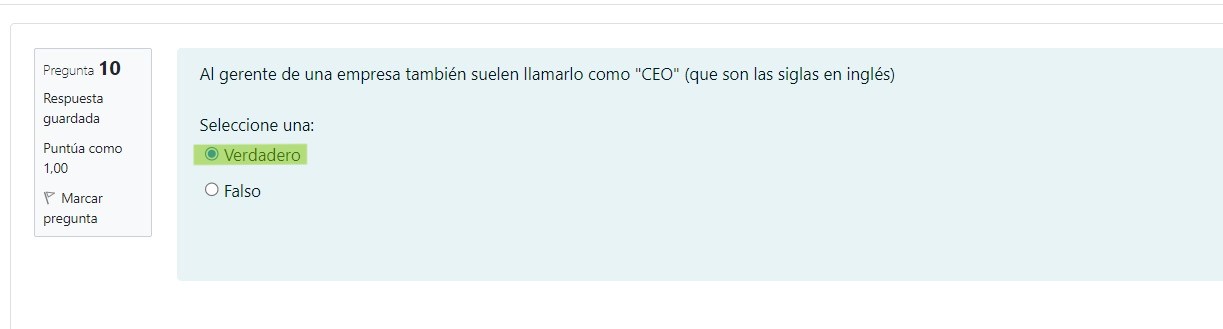 Pregunta 10
Respuesta
guardada
Puntúa como
1,00
Marcar
pregunta
Al gerente de una empresa también suelen llamarlo como "CEO" (que son las siglas en inglés)
Seleccione una:
Verdadero
Falso